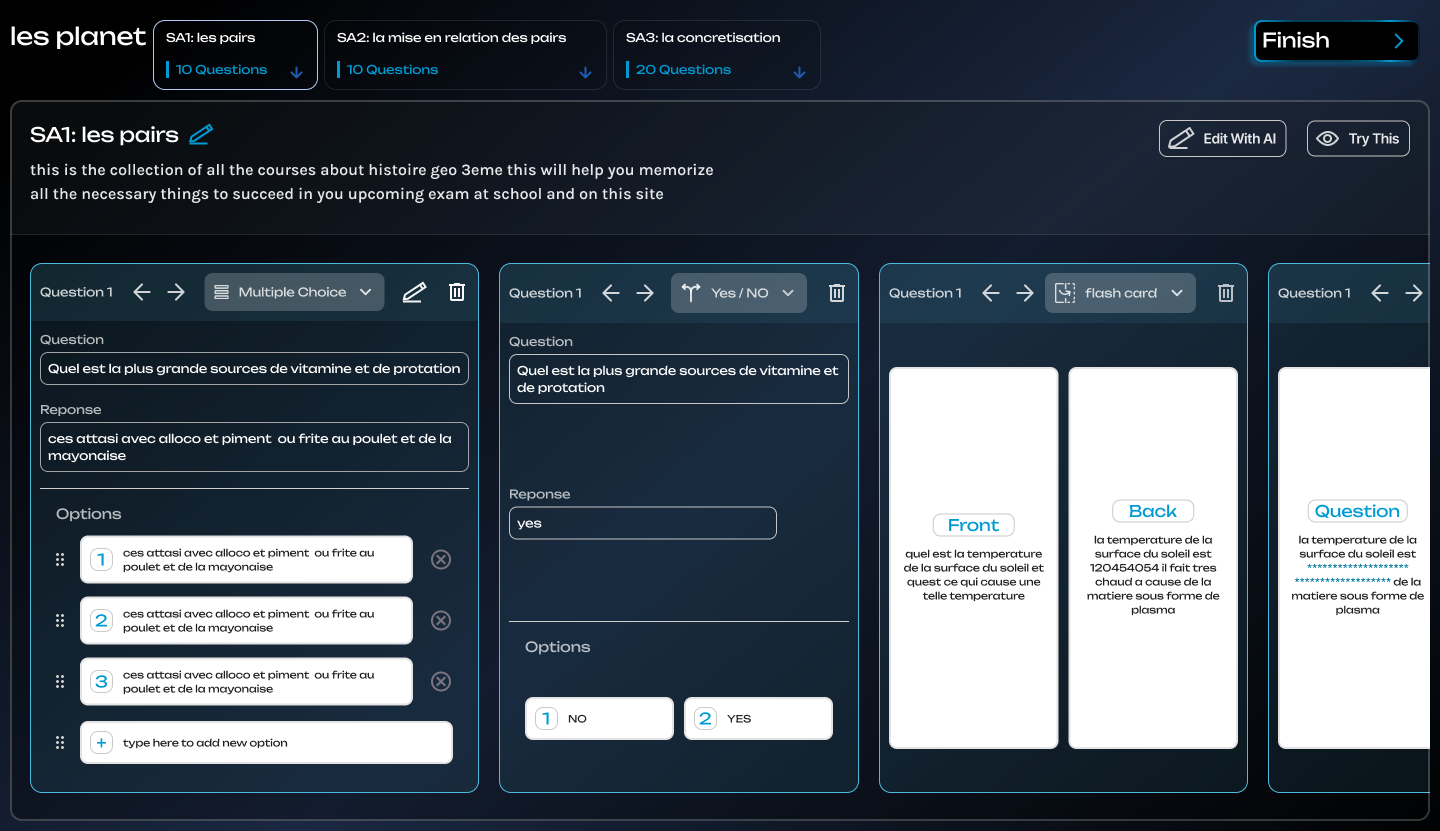 les planet
SA1: les pairs
10 Questions
SA2: la mise en relation des pairs
10 Questions
SA3: la concretisation
20 Questions
Finish
SA1: les pairs
Edit With AI
Try This
this is the collection of all the courses about histoire geo 3eme this will help you memorize
all the necessary things to succeed in you upcoming exam at school and on this site
Question 1
Multiple Choice
Question
Quel est la plus grande sources de vitamine et de protation
Reponse
ces attasi avec alloco et piment  ou frite au poulet et de la
mayonaise
Options
1
ces attasi avec alloco et piment  ou frite au
poulet et de la mayonaise
2
ces attasi avec alloco et piment  ou frite au
poulet et de la mayonaise
3
ces attasi avec alloco et piment  ou frite au
poulet et de la mayonaise
+
type here to add new option
Question 1
Yes / NO
Question
Quel est la plus grande sources de vitamine et
de protation
Reponse
yes
Options
1
NO
2
YES
Question 1
flash card
Front
quel est la temperature
de la surface du soleil et
quest ce qui cause une
telle temperature
Back
la temperature de la
surface du soleil est
120454054 il fait tres
chaud a cause de la
matiere sous forme de
plasma
Question 1
Question
la temperature de la
surface du soleil est
********************
******************* de la
matiere sous forme de
plasma